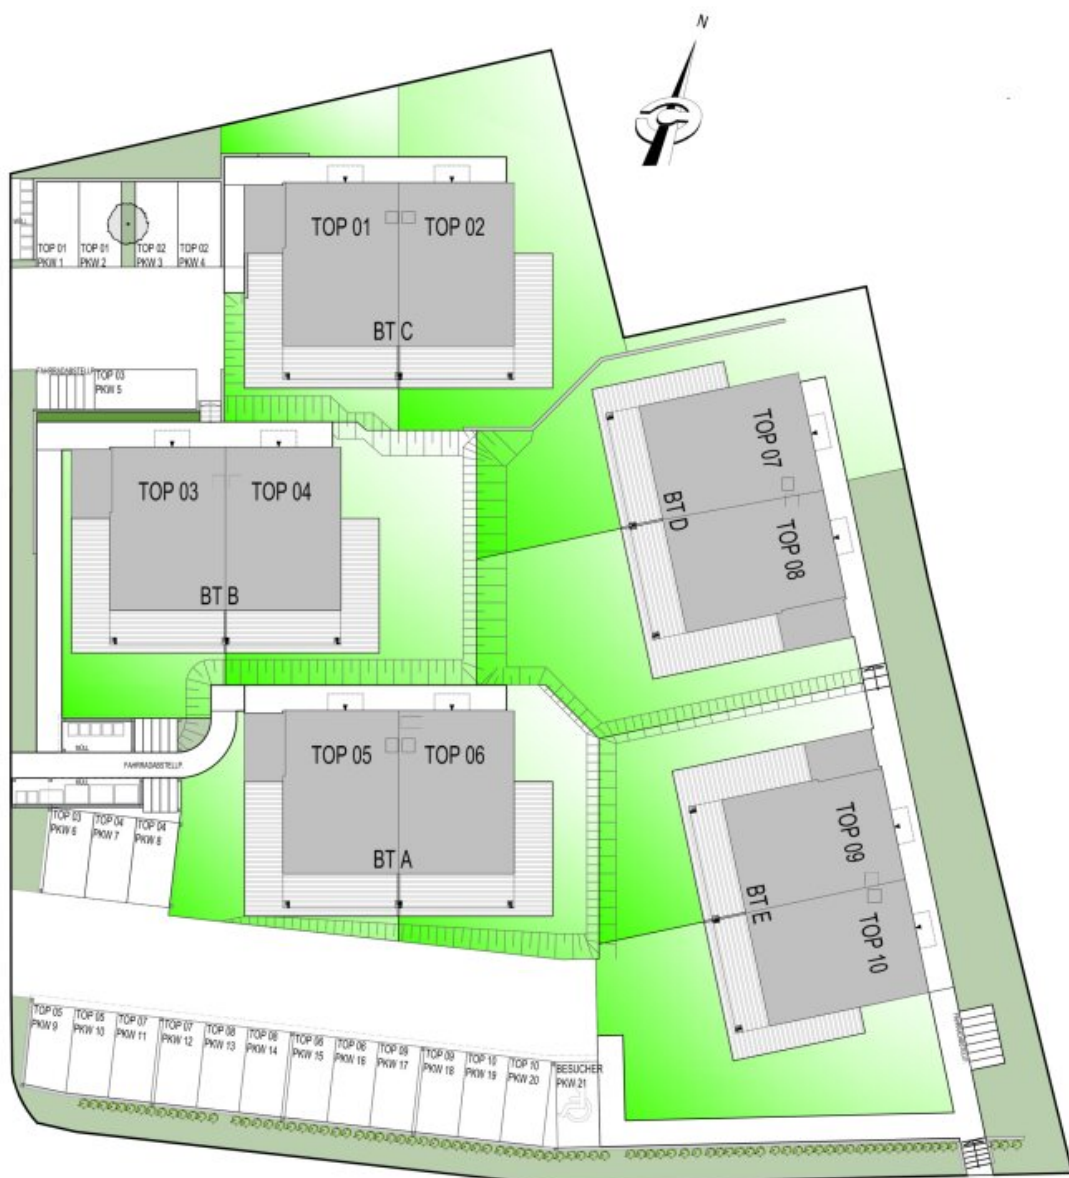 N
TOP 01
TOP 02
BT C
MÜLL
TOP 01
PKW 1
TOP 01
PKW 2
TOP 02
PKW 3
TOP 02
PKW 4
FAHRRADABSTELLP.
TOP 03
PKW 5
TOP 03
TOP 04
BT B
TOP 07
TOP 08
BT D
TOP 05
TOP 06
BT A
MÜLL
FAHRRADABSTELLP.
MÜLL
TOP 03
PKW 6
TOP 04
PKW 7
TOP 04
PKW 8
TOP 09
TOP 10
BT E
TOP 05
PKW 9
TOP 05
PKW 10
TOP 07
PKW 11
TOP 07
PKW 12
TOP 08
PKW 13
TOP 08
PKW 14
TOP 06
PKW 15
TOP 06
PKW 16
TOP 09
PKW 17
TOP 09
PKW 18
TOP 10
PKW 19
TOP 10
PKW 20
BESUCHER
PKW 21